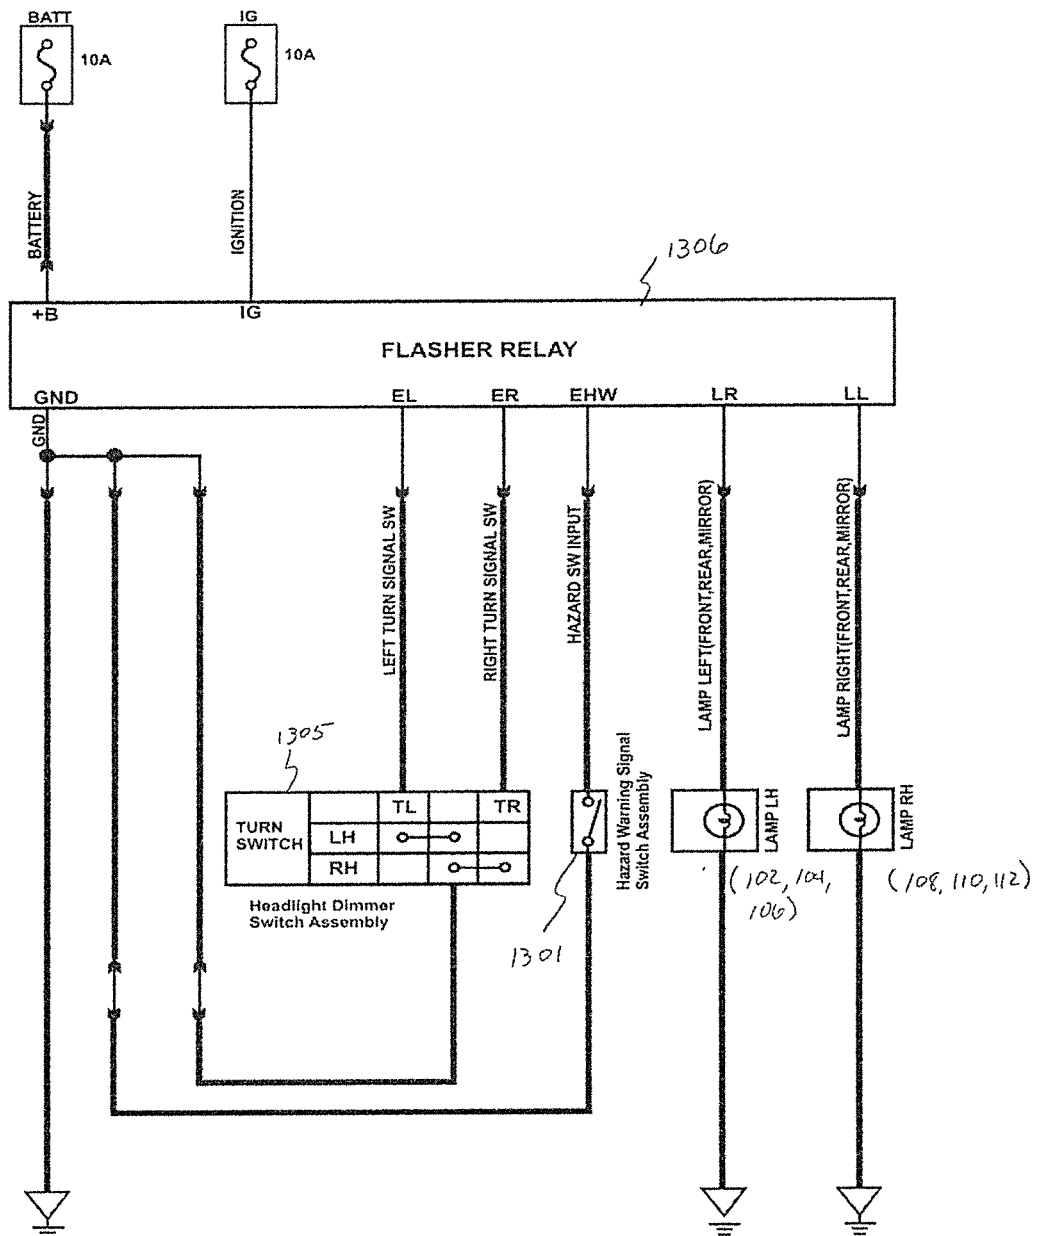 BATT
IG
10A
10A
BATTERY
IGNITION
1306
+B
IG
FLASHER RELAY
GND
EL
ER
EHW
LR
LL
GND
LEFT TURN SIGNAL SW
RIGHT TURN SIGNAL SW
HAZARD SW INPUT
LAMP LEFT(FRONT,REAR,MIRROR)
LAMP RIGHT(FRONT,REAR,MIRROR)
1305
TURN
SWITCH
TL
TR
LH
RH
Headlight Dimmer
Switch Assembly
Hazard Warning Signal
Switch Assembly
1301
LAMP LH
LAMP RH
(102, 104,
106)
(108, 110, 112)